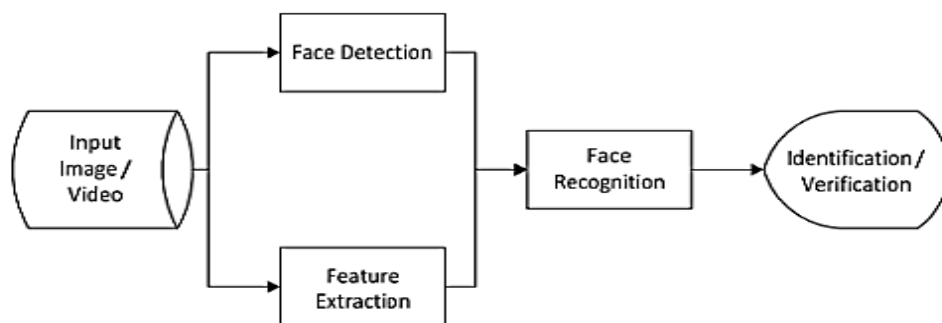 Face Detection
Input
Image /
Video
Face
Recognition
Identification /
Verification
Feature
Extraction